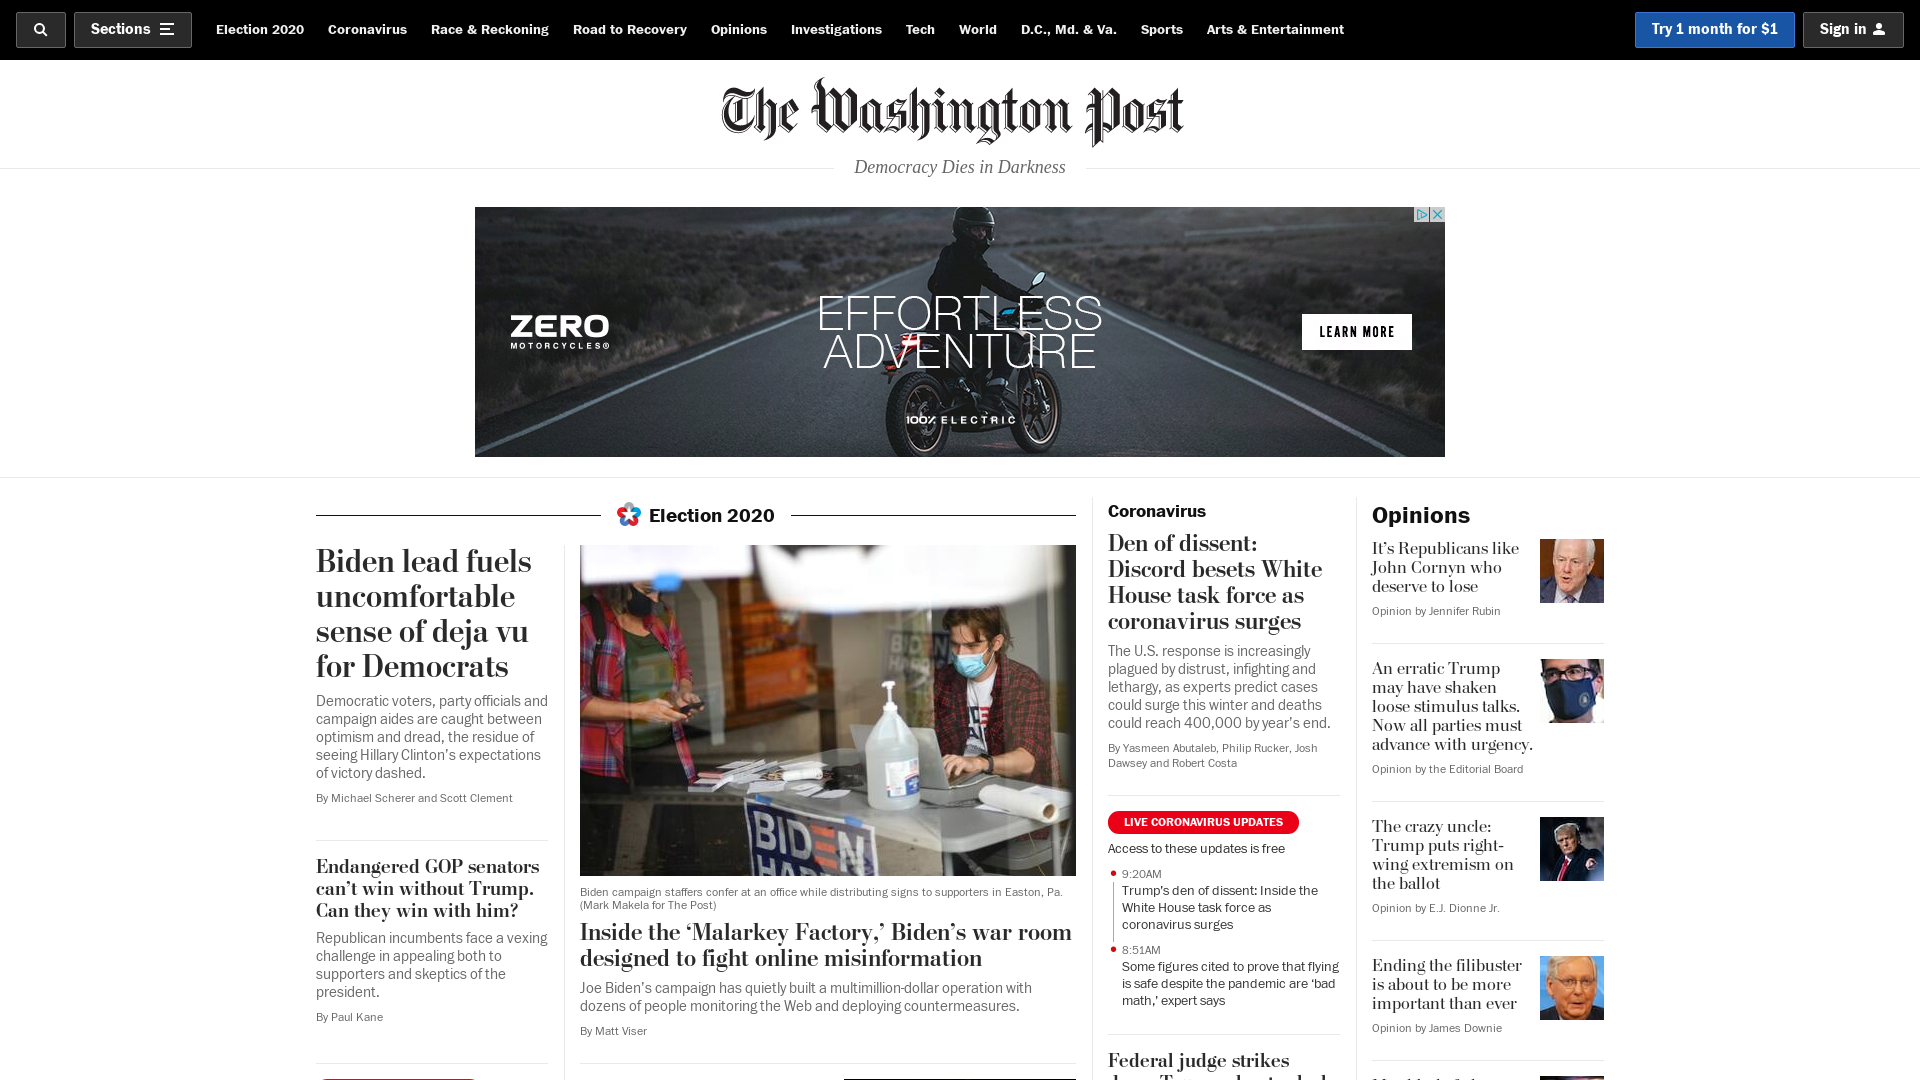 Sections
Election 2020
Coronavirus
Race & Reckoning
Road to Recovery
Opinions
Investigations
Tech
World
D.C., Md. & Va.
Sports
Arts & Entertainment
Try 1 month for $1
Sign in
The Washington Post
Democracy Dies in Darkness
ZERO
MOTORCYCLES®
EFFORTLESS
ADVENTURE
100% ELECTRIC
LEARN MORE
Election 2020
Biden lead fuels
uncomfortable
sense of deja vu
for Democrats
Democratic voters, party officials and
campaign aides are caught between
optimism and dread, the residue of
seeing Hillary Clinton’s expectations
of victory dashed.
By Michael Scherer and Scott Clement
Endangered GOP senators
can’t win without Trump.
Can they win with him?
Republican incumbents face a vexing
challenge in appealing both to
supporters and skeptics of the
president.
By Paul Kane
BIDEN
BIDEN
Biden campaign staffers confer at an office while distributing signs to supporters in Easton, Pa.
(Mark Makela for The Post)
Inside the ‘Malarkey Factory,’ Biden’s war room
designed to fight online misinformation
Joe Biden’s campaign has quietly built a multimillion-dollar operation with
dozens of people monitoring the Web and deploying countermeasures.
By Matt Viser
Coronavirus
Den of dissent:
Discord besets White
House task force as
coronavirus surges
The U.S. response is increasingly
plagued by distrust, infighting and
lethargy, as experts predict cases
could surge this winter and deaths
could reach 400,000 by year’s end.
By Yasmeen Abutaleb, Philip Rucker, Josh
Dawsey and Robert Costa
LIVE CORONAVIRUS UPDATES
Access to these updates is free
9:20AM
Trump’s den of dissent: Inside the
White House task force as
coronavirus surges
8:51AM
Some figures cited to prove that flying
is safe despite the pandemic are ‘bad
math,’ expert says
Federal judge strikes
Opinions
It’s Republicans like
John Cornyn who
deserve to lose
Opinion by Jennifer Rubin
An erratic Trump
may have shaken
loose stimulus talks.
Now all parties must
advance with urgency.
Opinion by the Editorial Board
The crazy uncle:
Trump puts right-
wing extremism on
the ballot
Opinion by E.J. Dionne Jr.
Ending the filibuster
is about to be more
important than ever
Opinion by James Downie